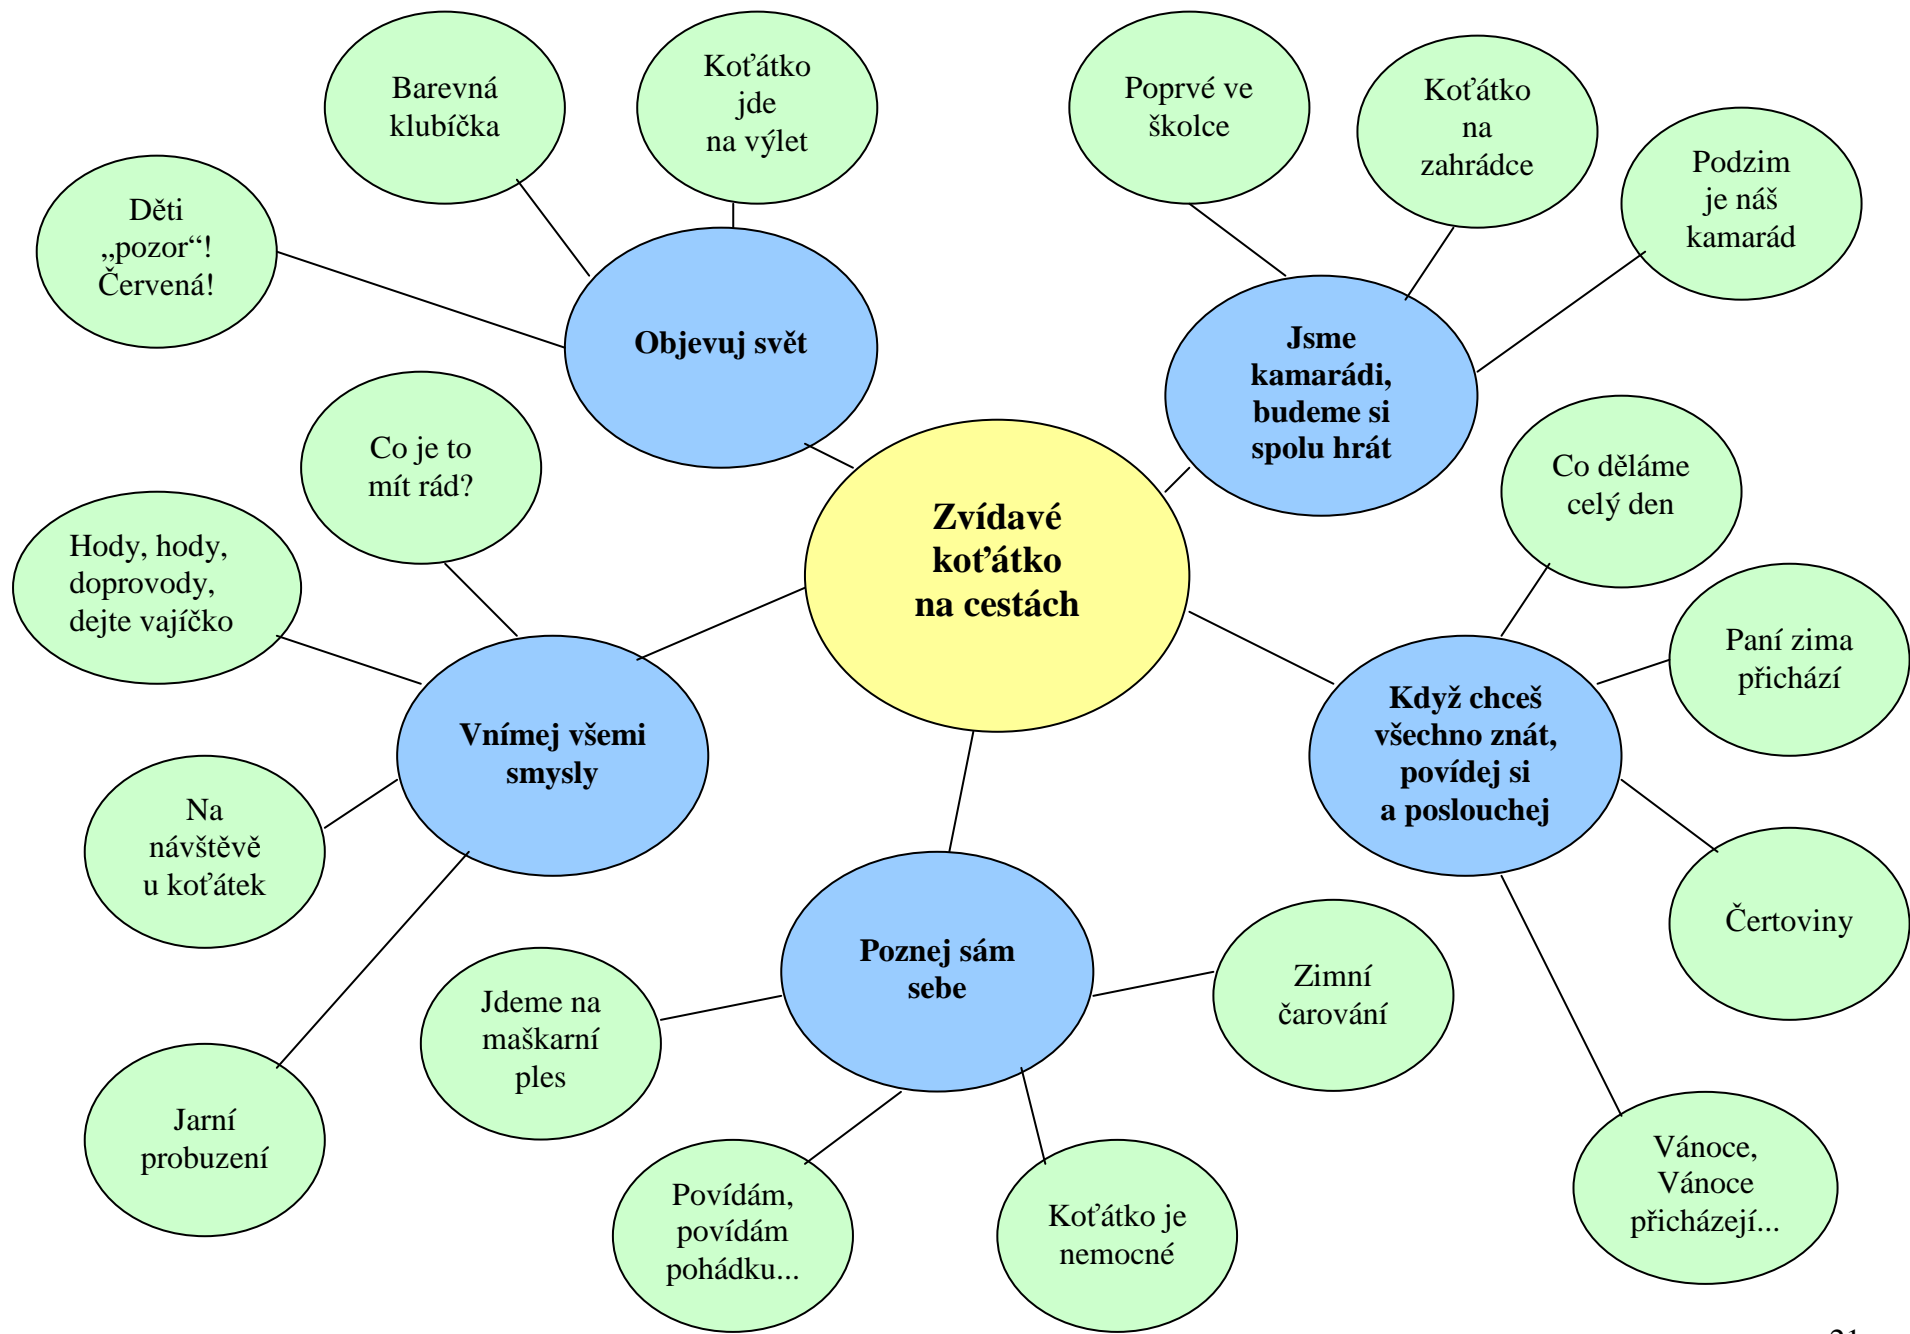 Barevná
klubíčka
Koťátko
jde
na výlet
Poprvé ve
školce
Koťátko
na
zahrádce
Podzim
je náš
kamarád
Děti
„pozor“!
Červená!
Objevuj svět
Jsme
kamarádi,
budeme si
spolu hrát
Co je to
mít rád?
Co děláme
celý den
Zvídavé
koťátko
na cestách
Hody, hody,
doprovody,
dejte vajíčko
Paní zima
přichází
Vnímej všemi
smysly
Když chceš
všechno znát,
povídej si
a poslouchej
Na
návštěvě
u koťátek
Čertoviny
Poznej sám
sebe
Zimní
čarování
Jdeme na
maškarní
ples
Jarní
probuzení
Povídám,
povídám
pohádku...
Koťátko je
nemocné
Vánoce,
Vánoce
přicházejí...